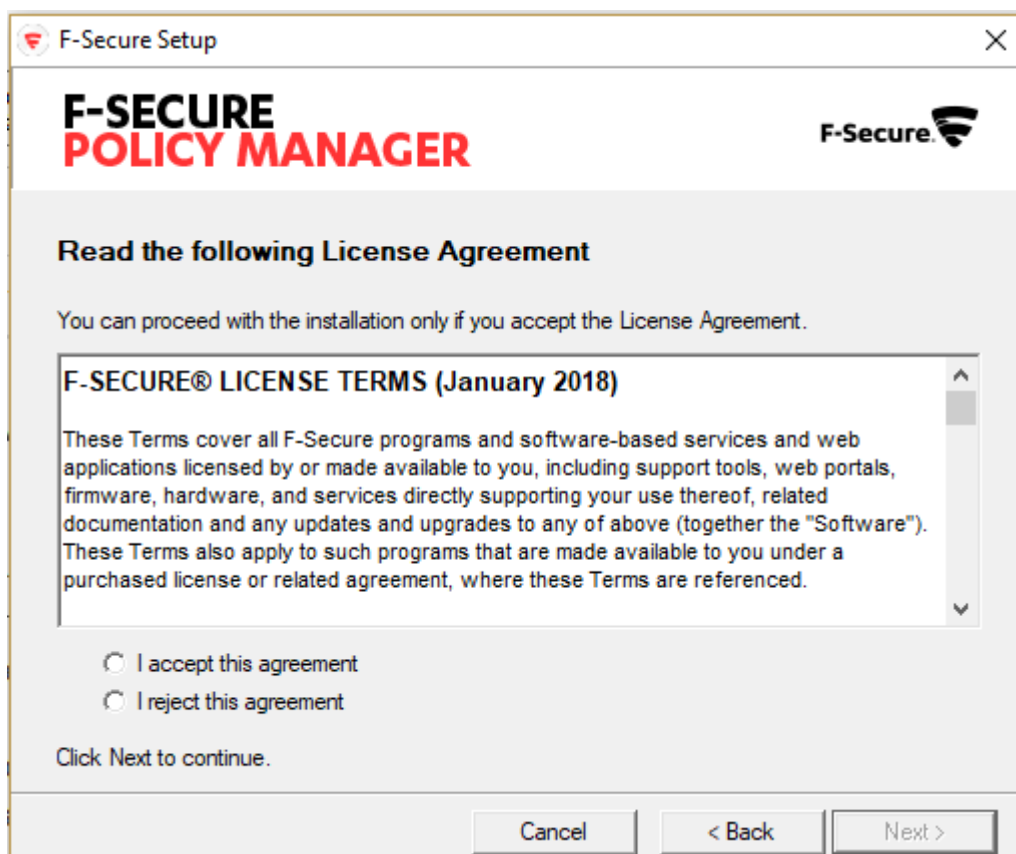 F-Secure Setup
F-SECURE
POLICY MANAGER
F-Secure.
Read the following License Agreement
You can proceed with the installation only if you accept the License Agreement.
F-SECURE® LICENSE TERMS (January 2018)
These Terms cover all F-Secure programs and software-based services and web
applications licensed by or made available to you, including support tools, web portals,
firmware, hardware, and services directly supporting your use thereof, related
documentation and any updates and upgrades to any of above (together the "Software").
These Terms also apply to such programs that are made available to you under a
purchased license or related agreement, where these Terms are referenced.
I accept this agreement
I reject this agreement
Click Next to continue.
Cancel
< Back
Next >